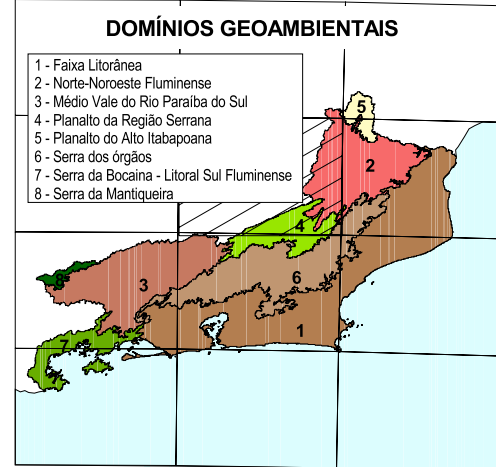 DOMÍNIOS GEOAMBIENTAIS
1 - Faixa Litorânea
2 - Norte-Noroeste Fluminense
3 - Médio Vale do Rio Paraíba do Sul
4 - Planalto da Região Serrana
5 - Planalto do Alto Itabapoana
6 - Serra dos órgãos
7 - Serra da Bocaina - Litoral Sul Fluminense
8 - Serra da Mantiqueira
5
2
4
8
3
6
1
7
7